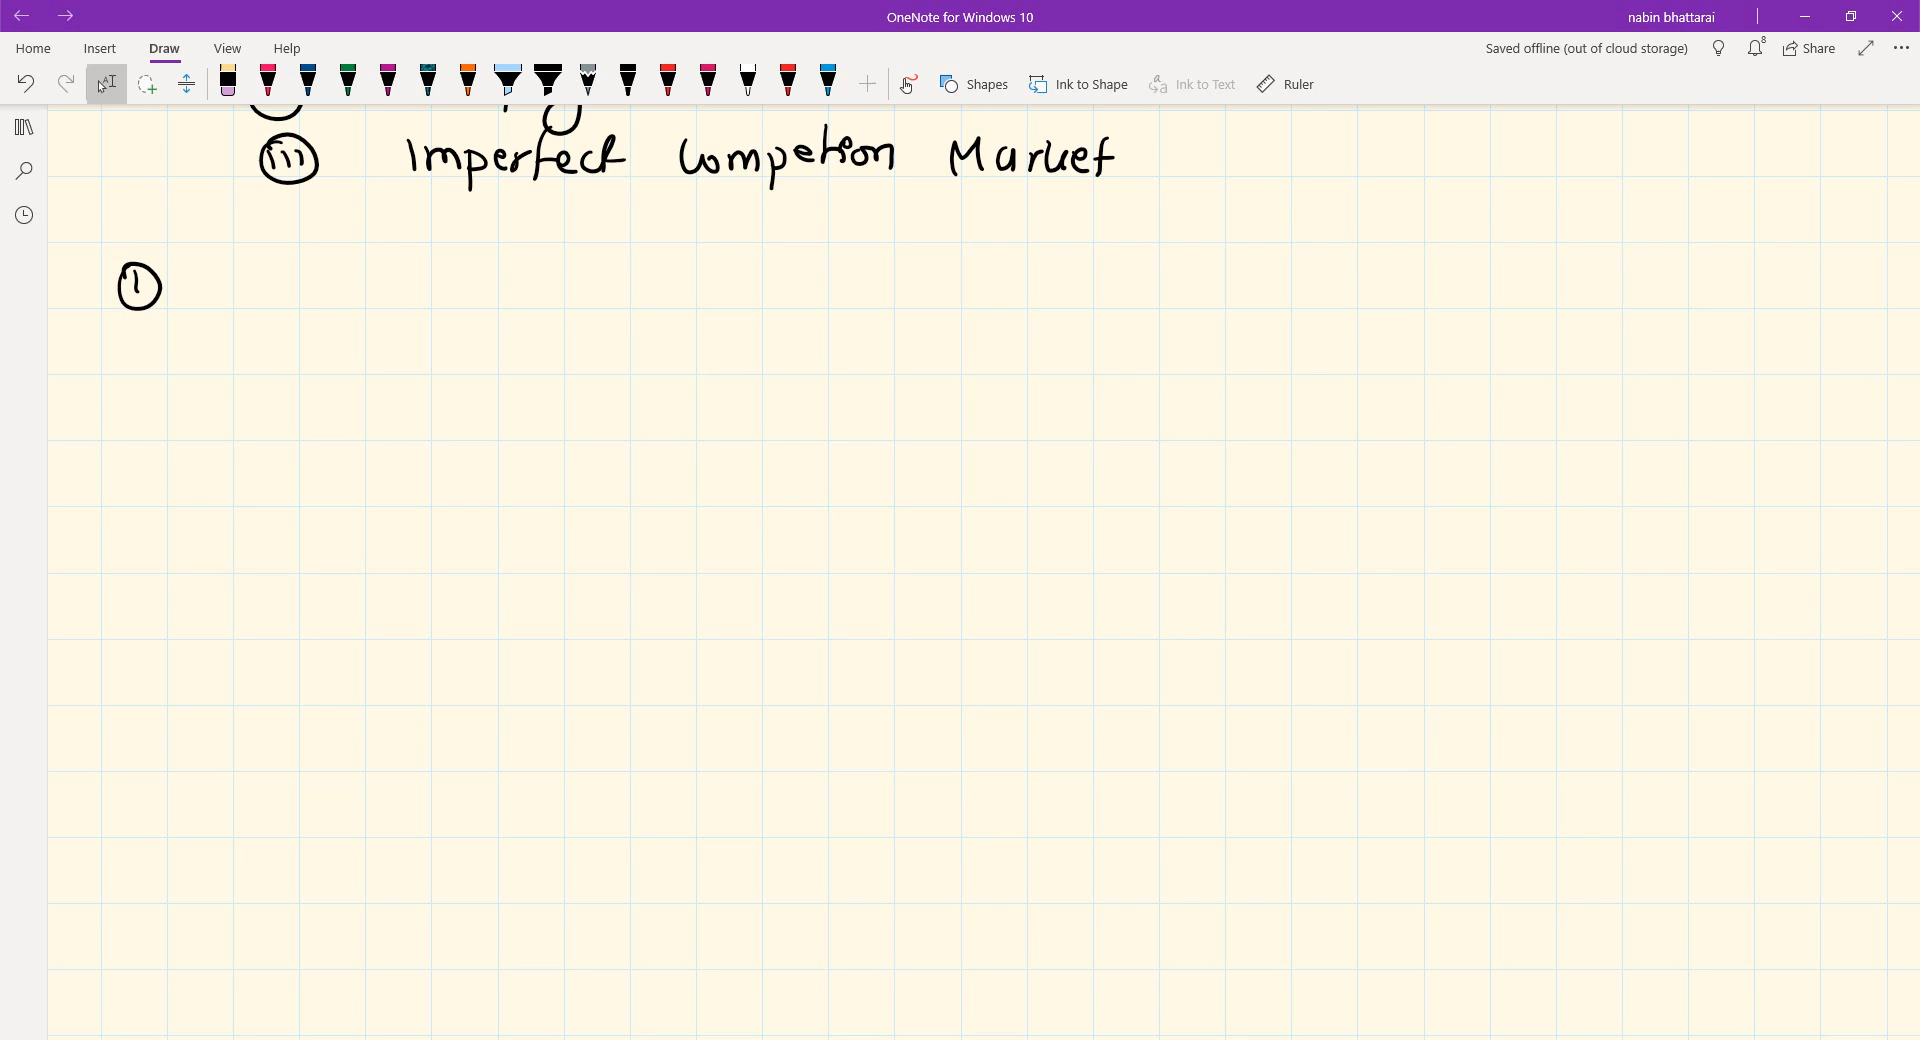 OneNote for Windows 10
nabin bhattarai
Home Insert Draw View Help
Saved offline (out of cloud storage)
8
Share
Shapes
Ink to Shape
Ink to Text
Ruler
(iii) Imperfect Competion Market
(i)